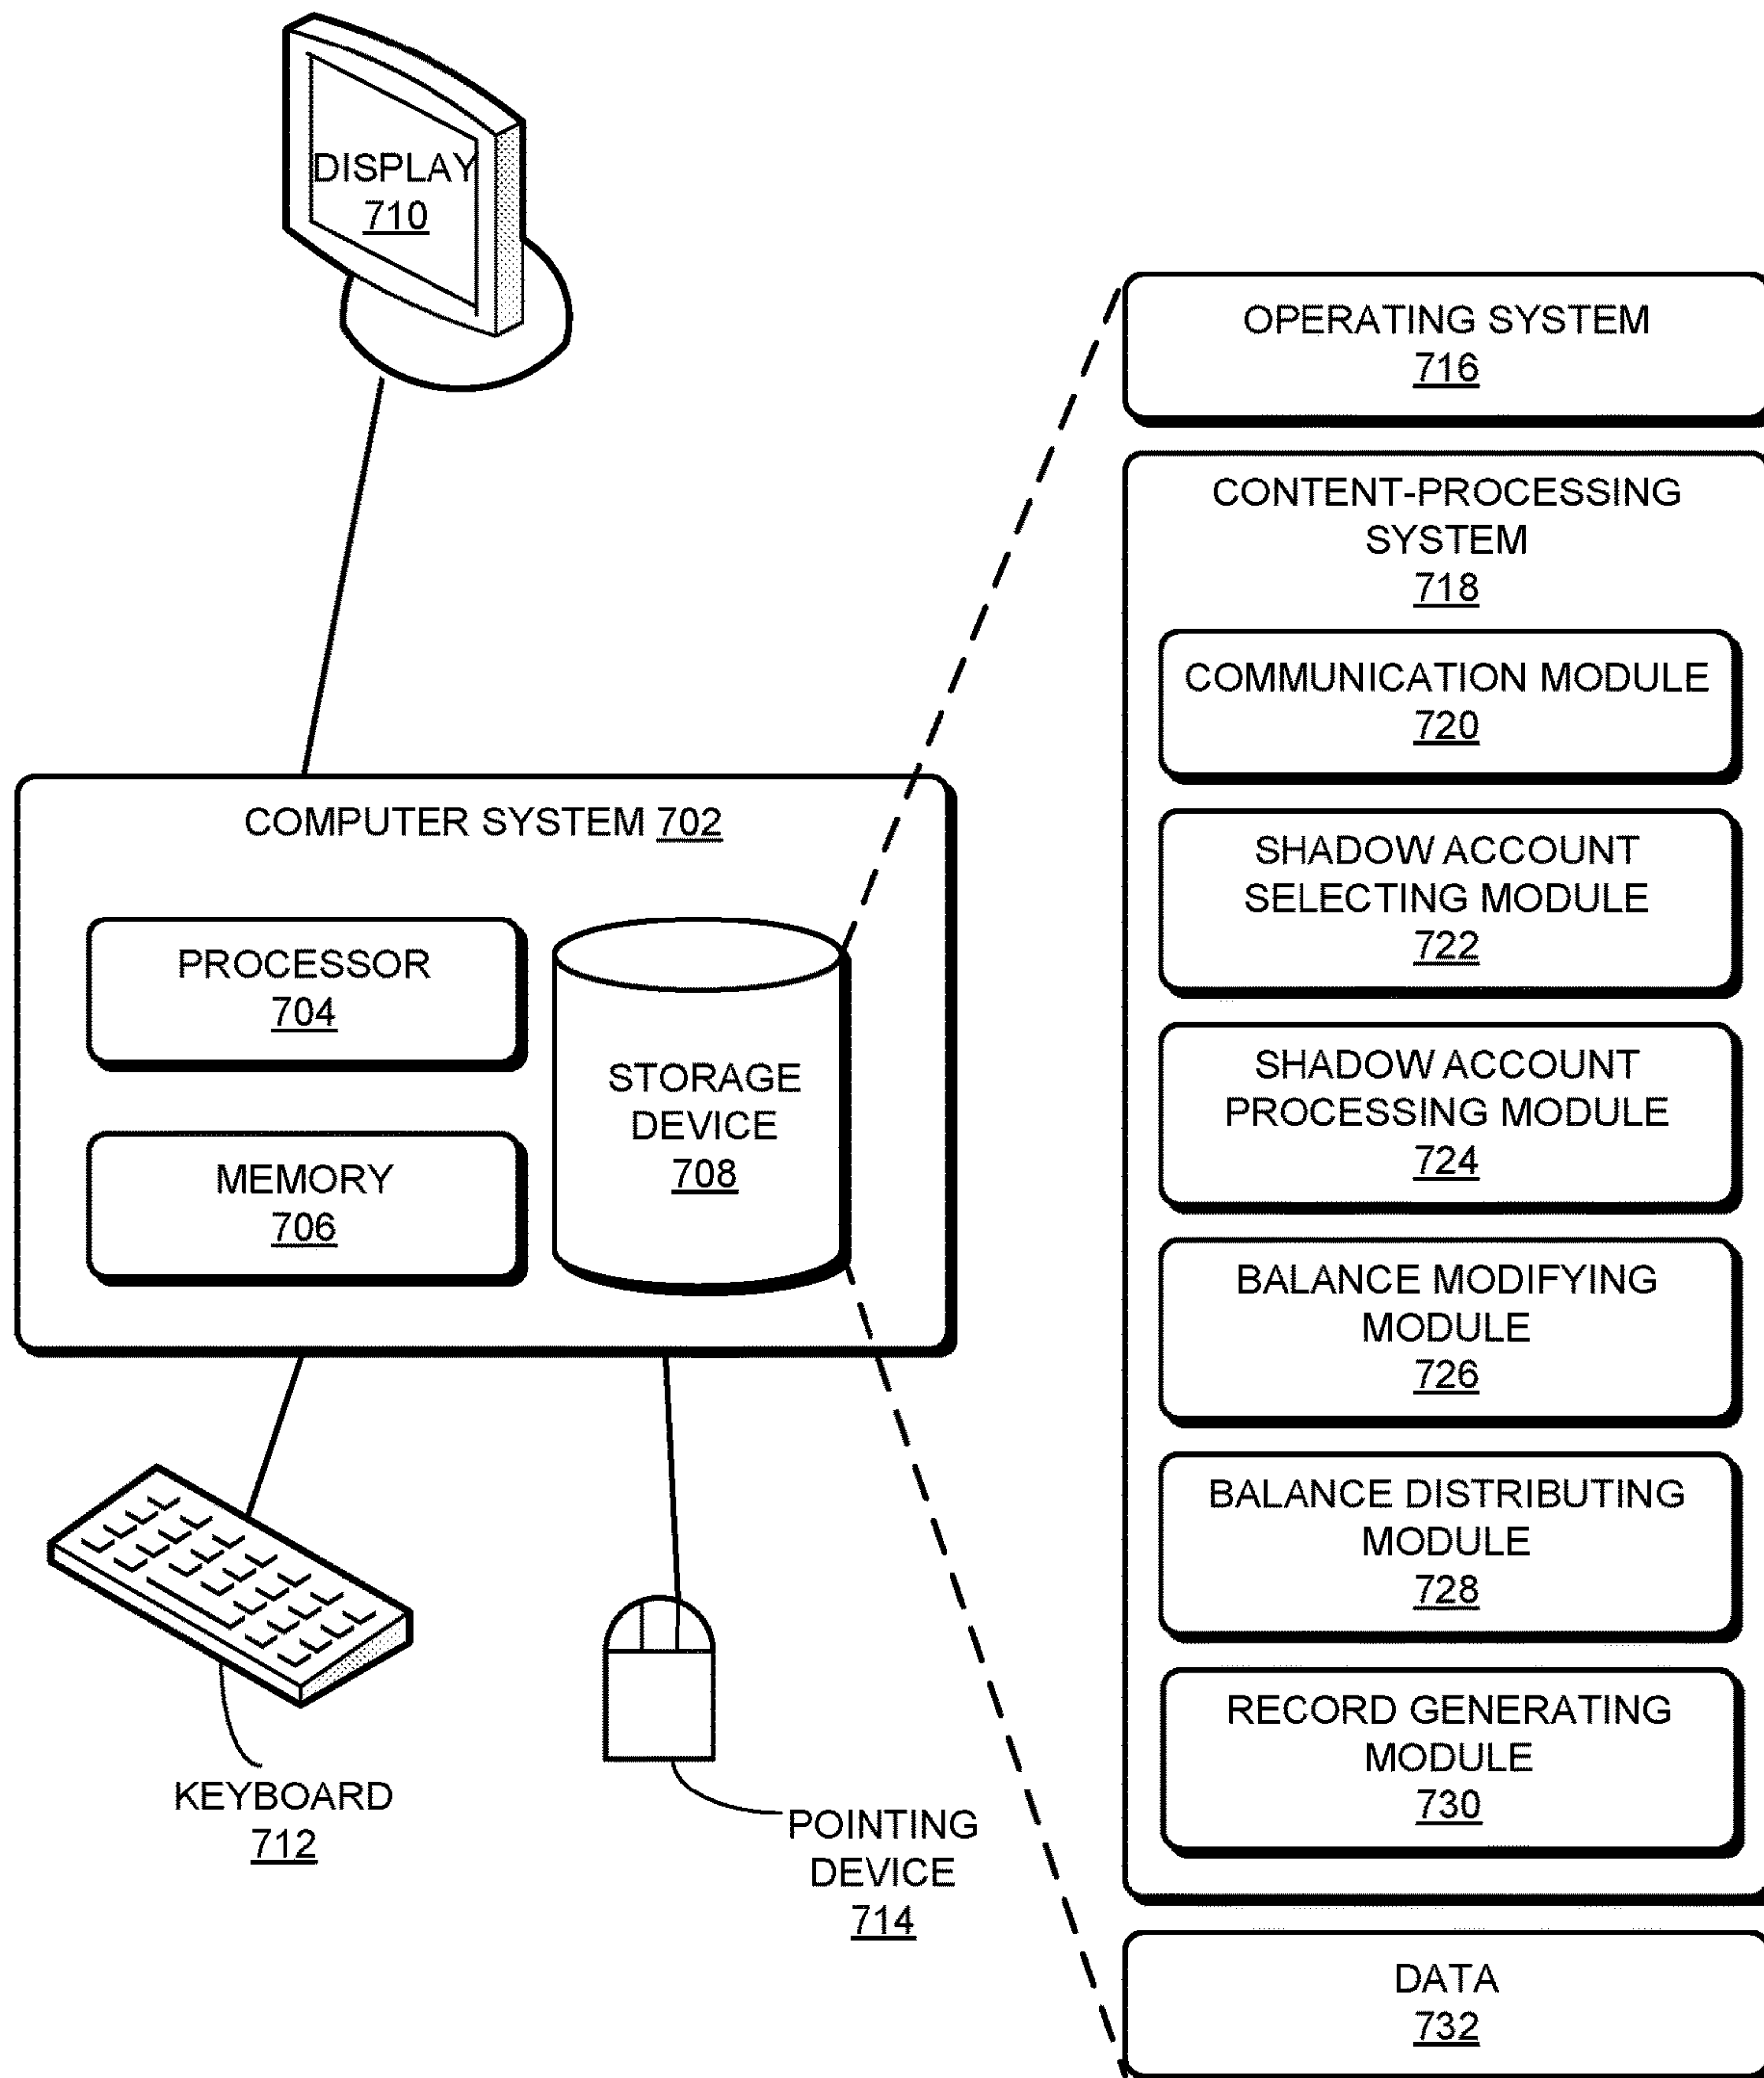 DISPLAY
710
COMPUTER SYSTEM 702
PROCESSOR
704
MEMORY
706
STORAGE
DEVICE
708
KEYBOARD
712
POINTING
DEVICE
714
OPERATING SYSTEM
716
CONTENT-PROCESSING
SYSTEM
718
COMMUNICATION MODULE
720
SHADOW ACCOUNT
SELECTING MODULE
722
SHADOW ACCOUNT
PROCESSING MODULE
724
BALANCE MODIFYING
MODULE
726
BALANCE DISTRIBUTING
MODULE
728
RECORD GENERATING
MODULE
730
DATA
732